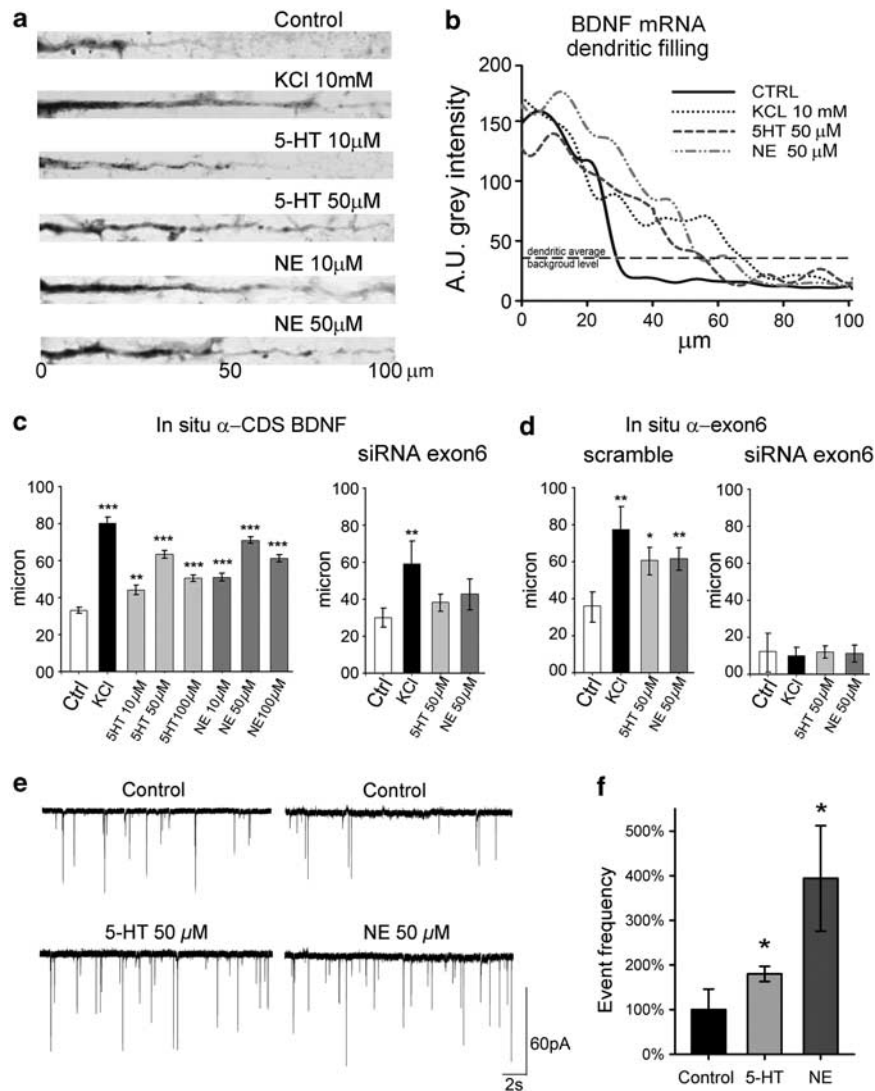 a
Control
KCl 10mM
5-HT 10µM
5-HT 50µM
NE 10µM
NE 50µM
0 50 100 µm
b
BDNF mRNA
dendritic filling
A.U. grey intensity
200
150
100
50
0
CTRL
KCL 10 mM
5HT 50 µM
NE 50 µM
dendritic average
backgroud level
0 20 40 60 80 100
µm
c
In situ α–CDS BDNF
siRNA exon6
micron
100
80
60
40
20
00
***
**
***
***
***
***
***
Ctrl
KCl
5HT 10µM
5HT 50µM
5HT100µM
NE 10µM
NE 50µM
NE100µM
micron
100
80
60
40
20
00
**
Ctrl
KCl
5HT 50µM
NE 50µM
d
In situ α–exon6
scramble
siRNA exon6
micron
100
80
60
40
20
00
**
*
**
Ctrl
KCl
5HT 50µM
NE 50µM
micron
100
80
60
40
20
00
Ctrl
KCl
5HT 50µM
NE 50µM
e
Control
Control
5-HT 50 µM
NE 50 µM
60pA
2s
f
Event frequency
500%
400%
300%
200%
100%
0%
*
*
Control 5-HT NE